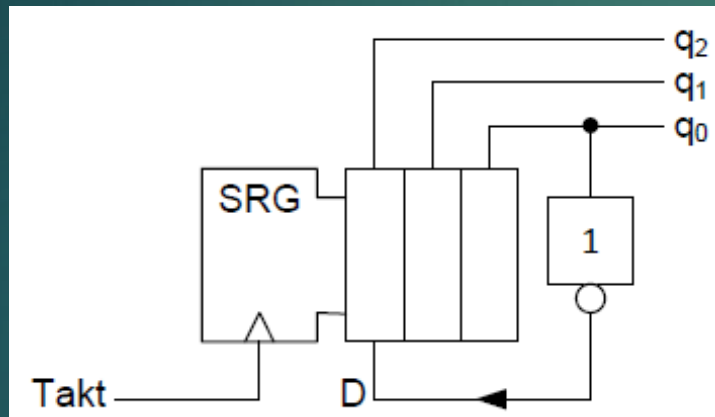 q₂
q₁
q₀
SRG
1
Takt
D